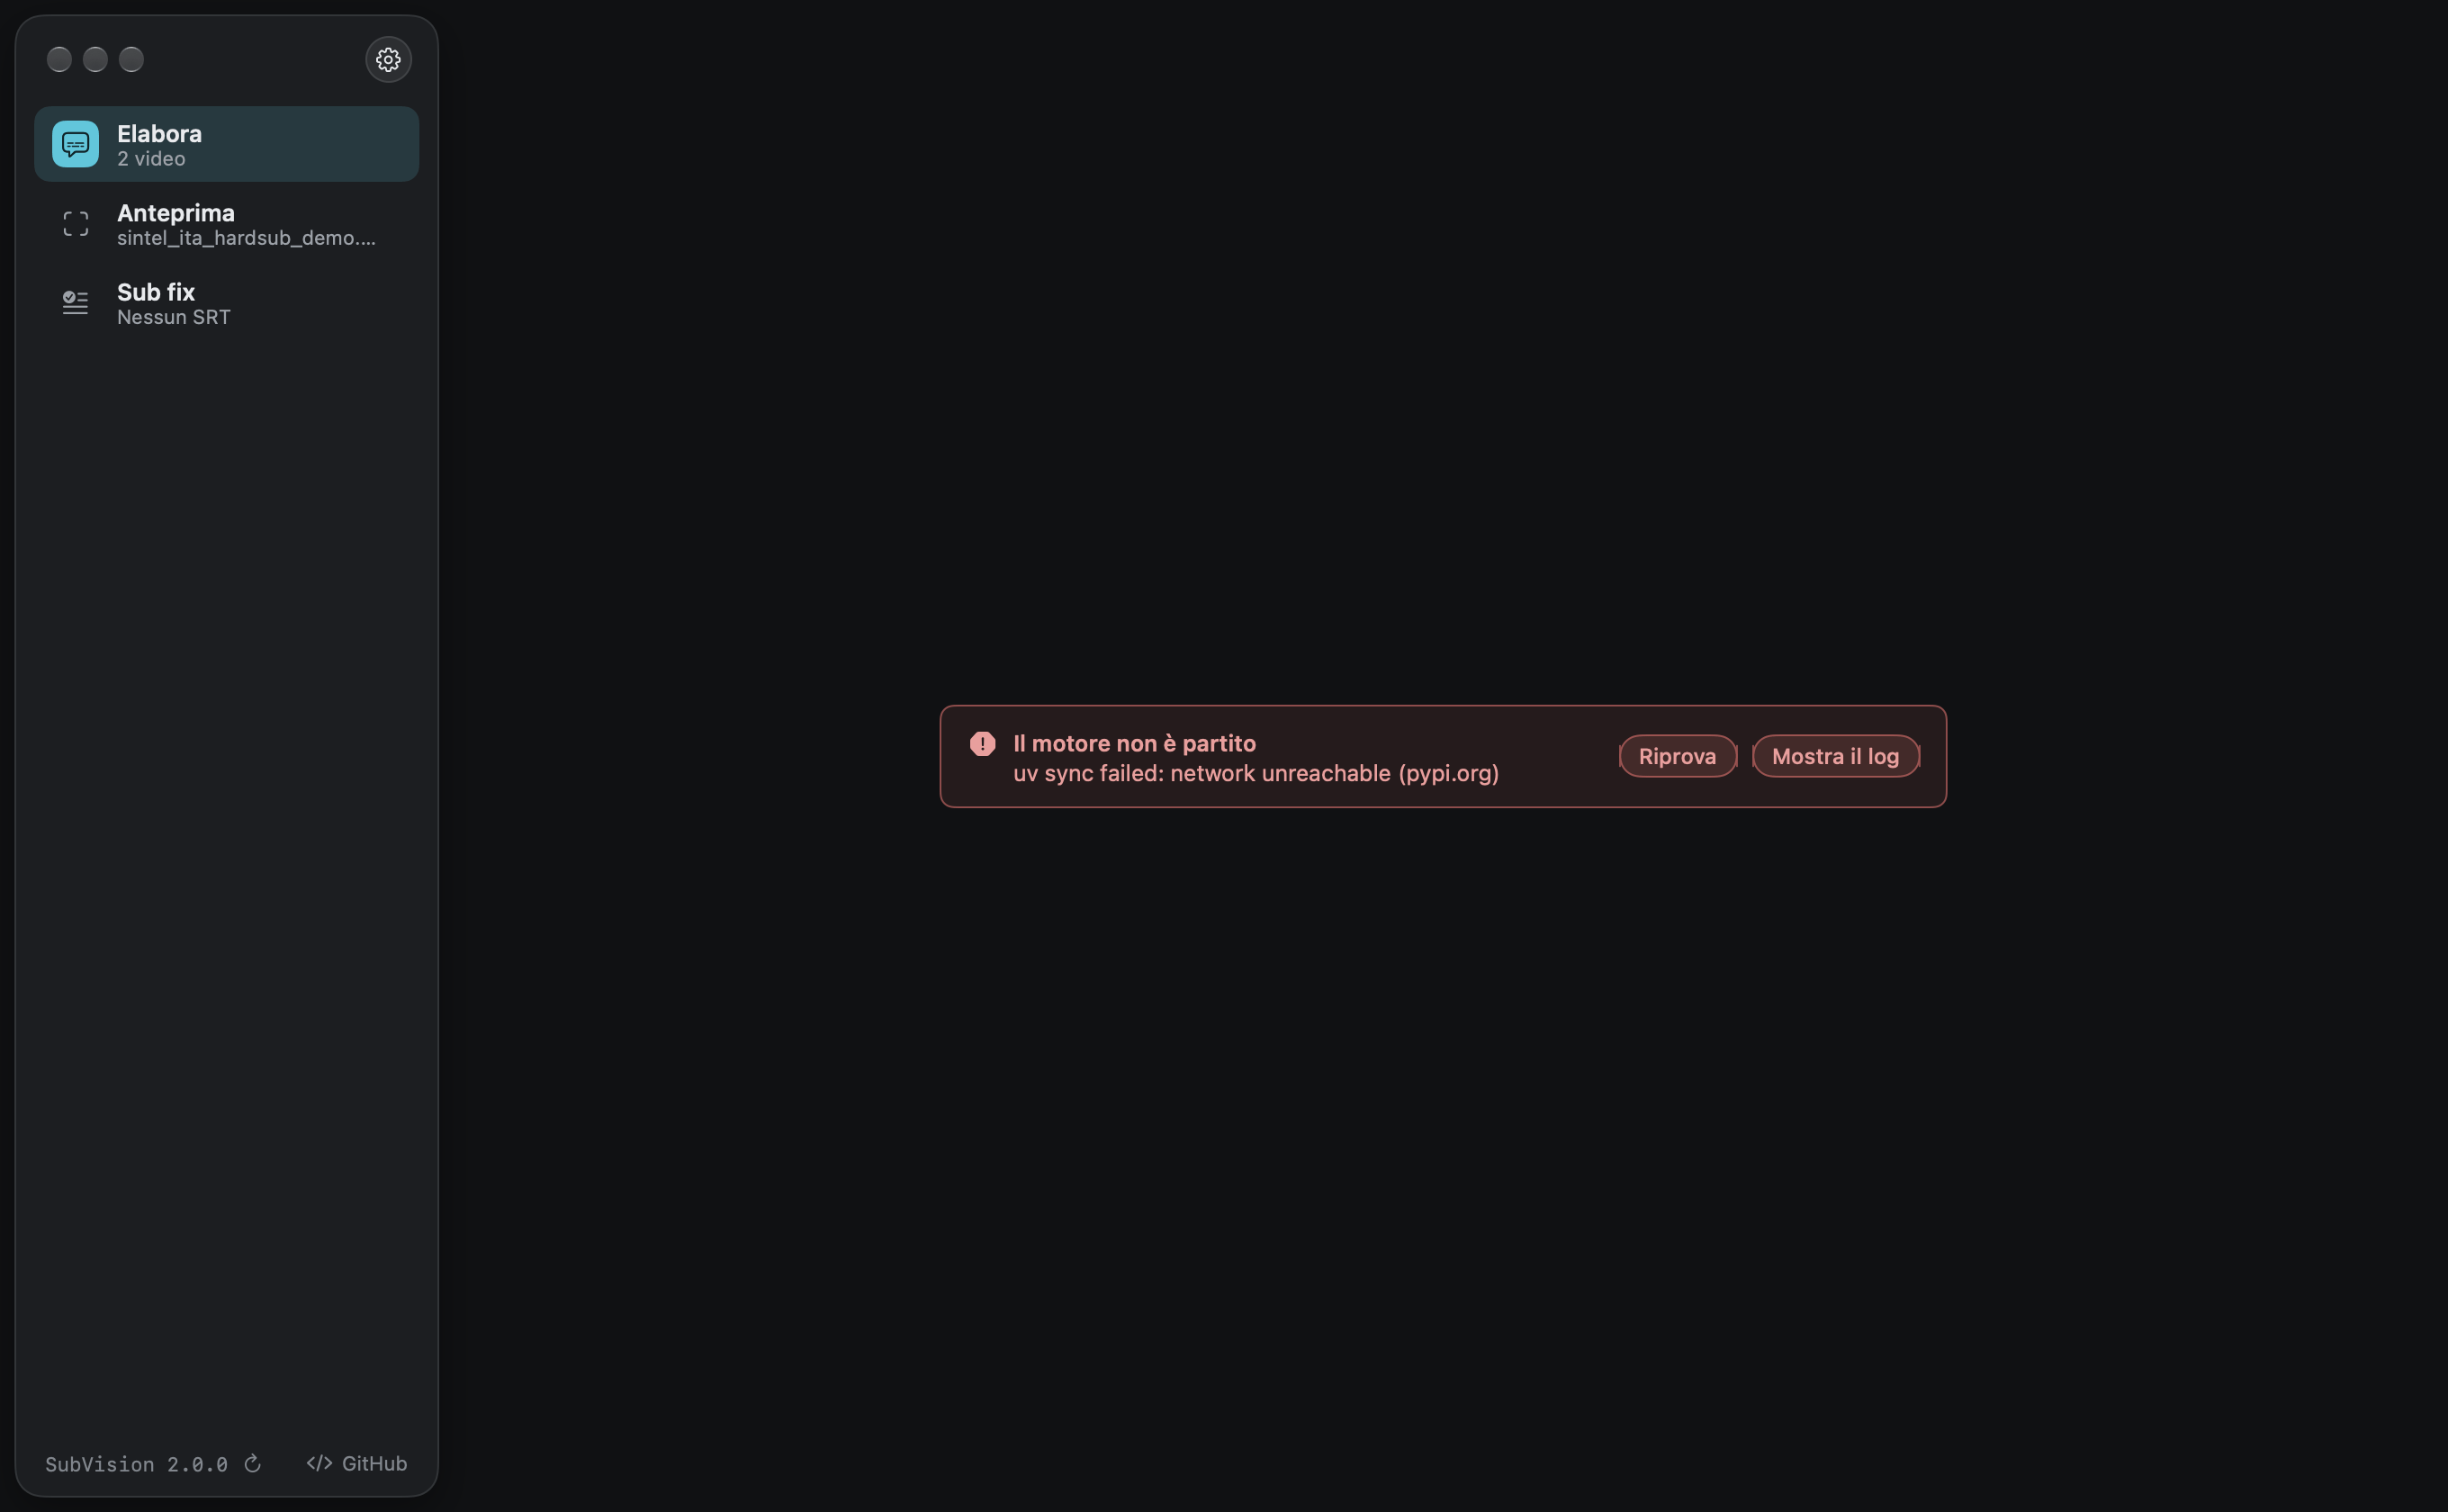 Elabora
2 video
Anteprima
sintel_ita_hardsub_demo....
Sub fix
Nessun SRT
Il motore non è partito
uv sync failed: network unreachable (pypi.org)
Riprova
Mostra il log
SubVision 2.0.0
</> GitHub